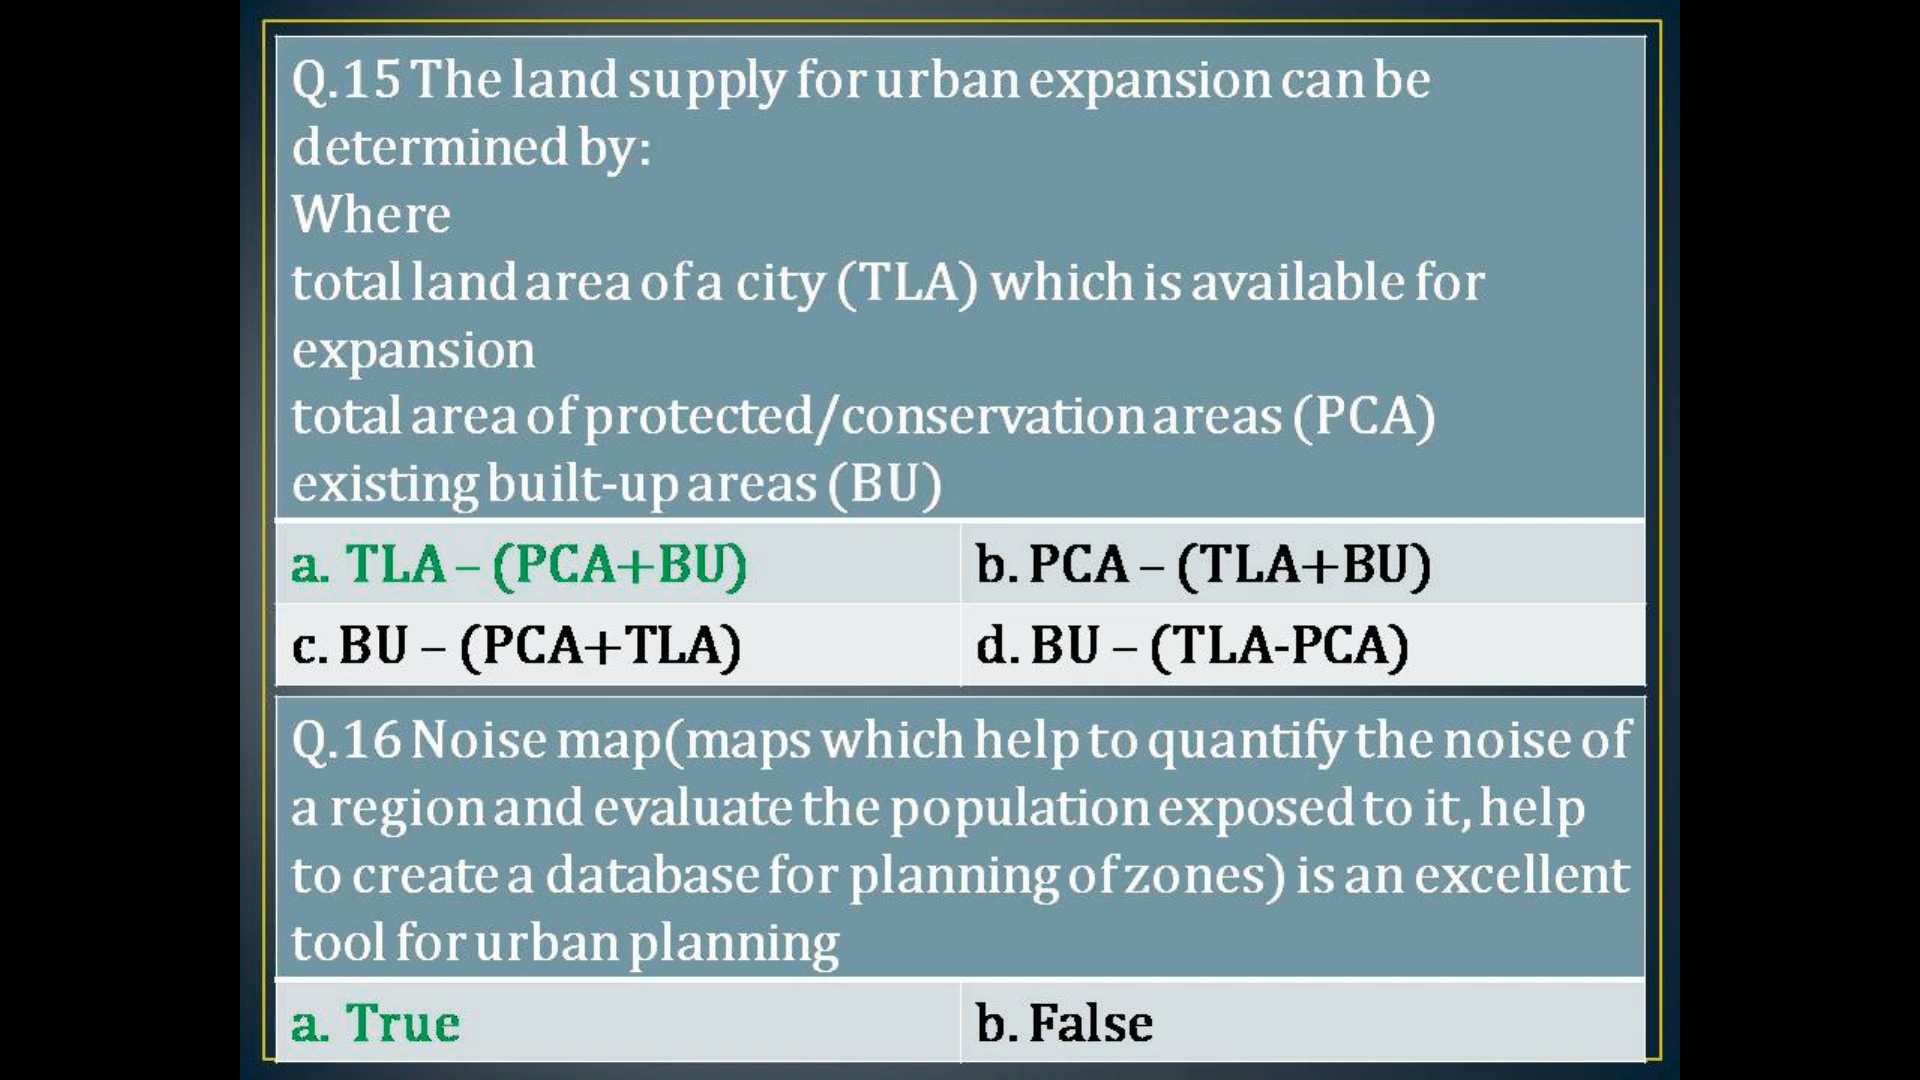 Q.15 The land supply for urban expansion can be
determined by:
Where
total land area of a city (TLA) which is available for
expansion
total area of protected/conservation areas (PCA)
existing built-up areas (BU)
a. TLA – (PCA+BU)
b. PCA – (TLA+BU)
c. BU – (PCA+TLA)
d. BU – (TLA-PCA)
Q.16 Noise map(maps which help to quantify the noise of
a region and evaluate the population exposed to it, help
to create a database for planning of zones) is an excellent
tool for urban planning
a. True
b. False